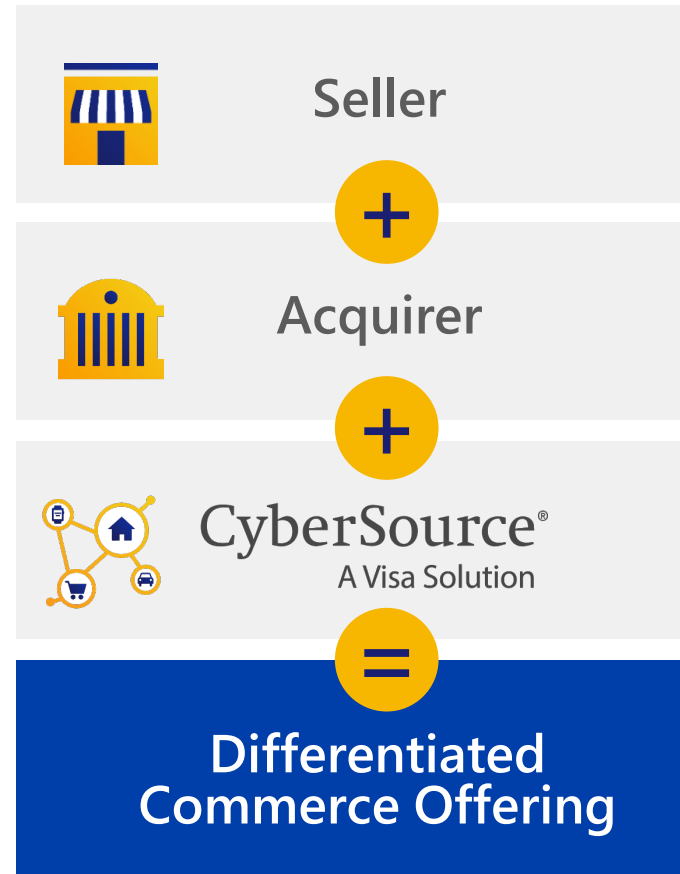 Seller
+
Acquirer
+
CyberSource®
A Visa Solution
=
Differentiated
Commerce Offering